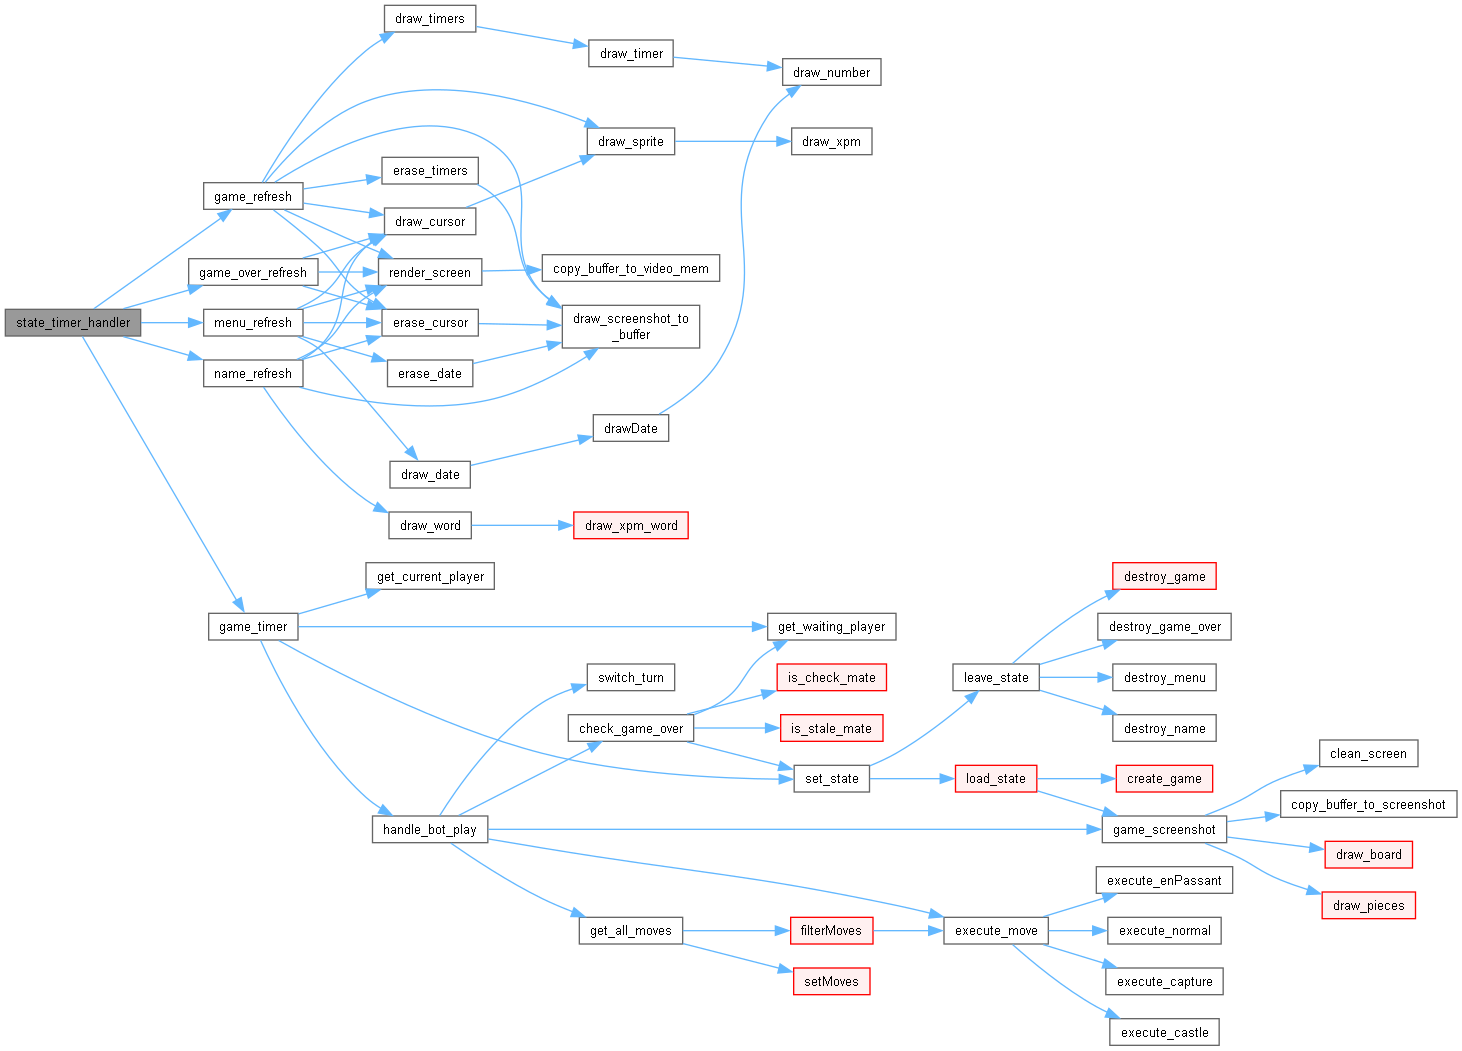 draw_timers
draw_timer
draw_number
draw_sprite
draw_xpm
erase_timers
game_refresh
draw_cursor
game_over_refresh
render_screen
copy_buffer_to_video_mem
state_timer_handler
menu_refresh
erase_cursor
draw_screenshot_to
_buffer
name_refresh
erase_date
drawDate
draw_date
draw_word
draw_xpm_word
get_current_player
destroy_game
game_timer
get_waiting_player
destroy_game_over
switch_turn
is_check_mate
leave_state
destroy_menu
check_game_over
is_stale_mate
destroy_name
clean_screen
set_state
load_state
create_game
copy_buffer_to_screenshot
handle_bot_play
game_screenshot
draw_board
execute_enPassant
draw_pieces
get_all_moves
filterMoves
execute_move
execute_normal
setMoves
execute_capture
execute_castle